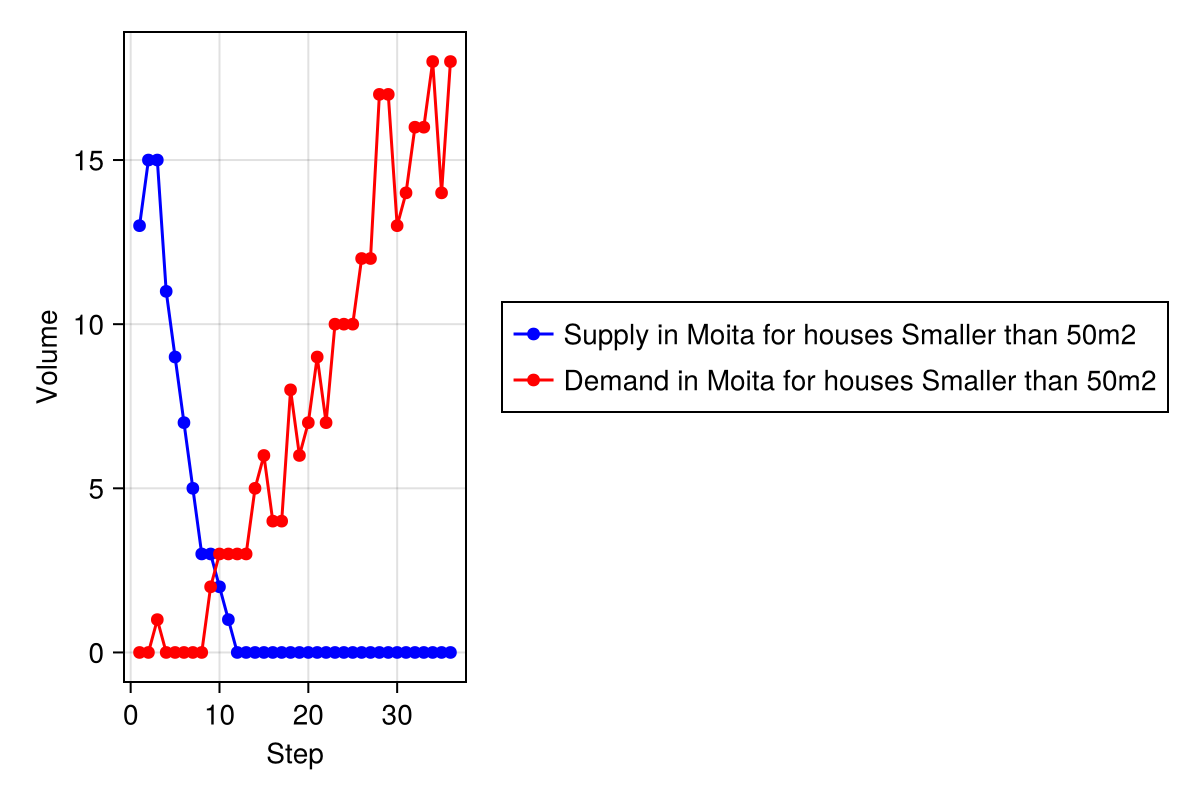 15
10
5
0
Volume
0 10 20 30
Step
Supply in Moita for houses Smaller than 50m2
Demand in Moita for houses Smaller than 50m2